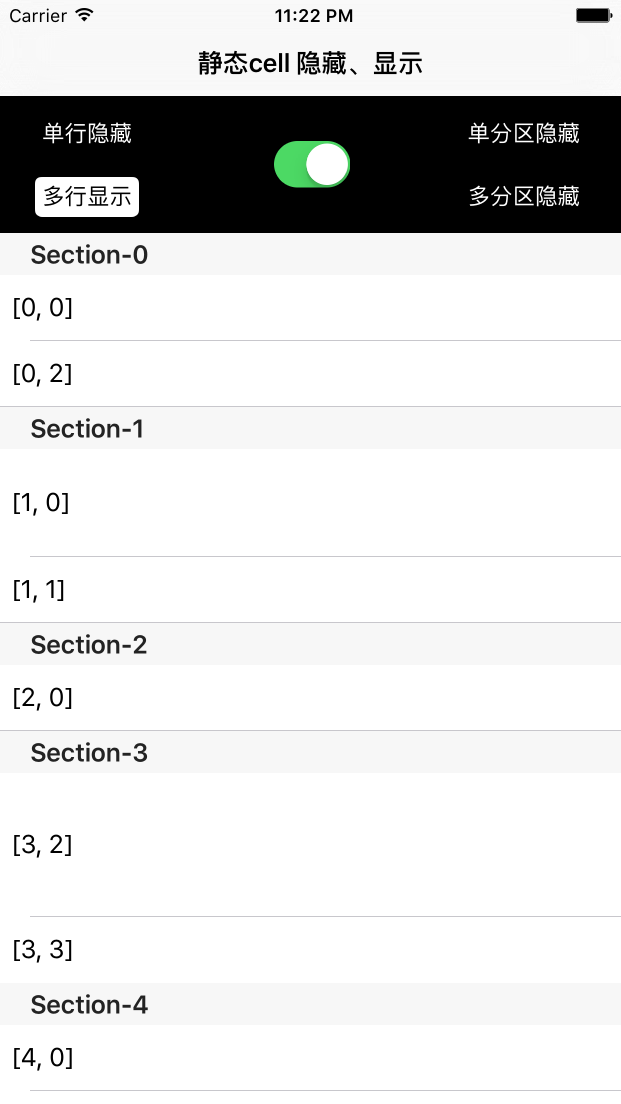 Carrier 11:22 PM
静态cell 隐藏、显示
单行隐藏 单分区隐藏
多行显示 多分区隐藏
Section-0
[0, 0]
[0, 2]
Section-1
[1, 0]
[1, 1]
Section-2
[2, 0]
Section-3
[3, 2]
[3, 3]
Section-4
[4, 0]